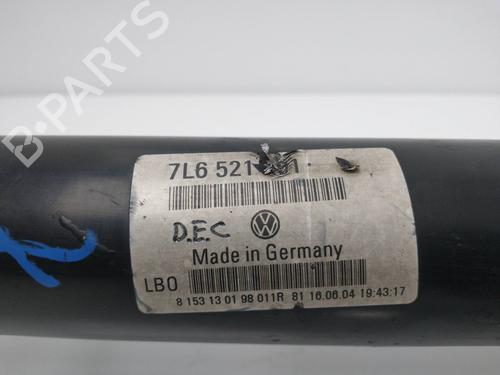 7L6 521
D.E.C
Made in Germany
LBO
8 153 13 01 98 011R 81 16.06.04 19:43:17
B-PARTS